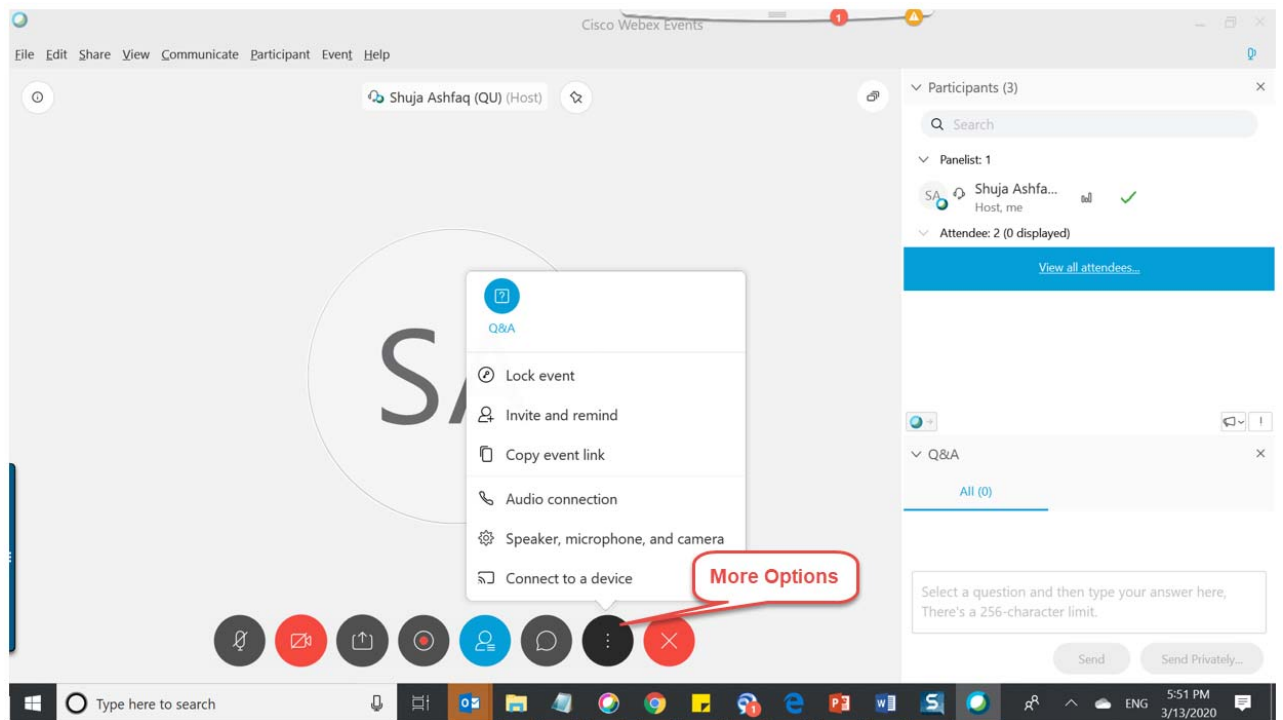 Cisco Webex Events
1
File Edit Share View Communicate Participant Event Help
Shuja Ashfaq (QU) (Host)
Participants (3)
Search
Panelist: 1
SA
Shuja Ashfa...
Host, me
Attendee: 2 (0 displayed)
View all attendees...
SA
Q&A
Lock event
Invite and remind
Copy event link
Audio connection
Speaker, microphone, and camera
Connect to a device
More Options
Q&A
All (0)
Select a question and then type your answer here,
There's a 256-character limit.
Send
Send Privately...
Type here to search
ENG
5:51 PM
3/13/2020